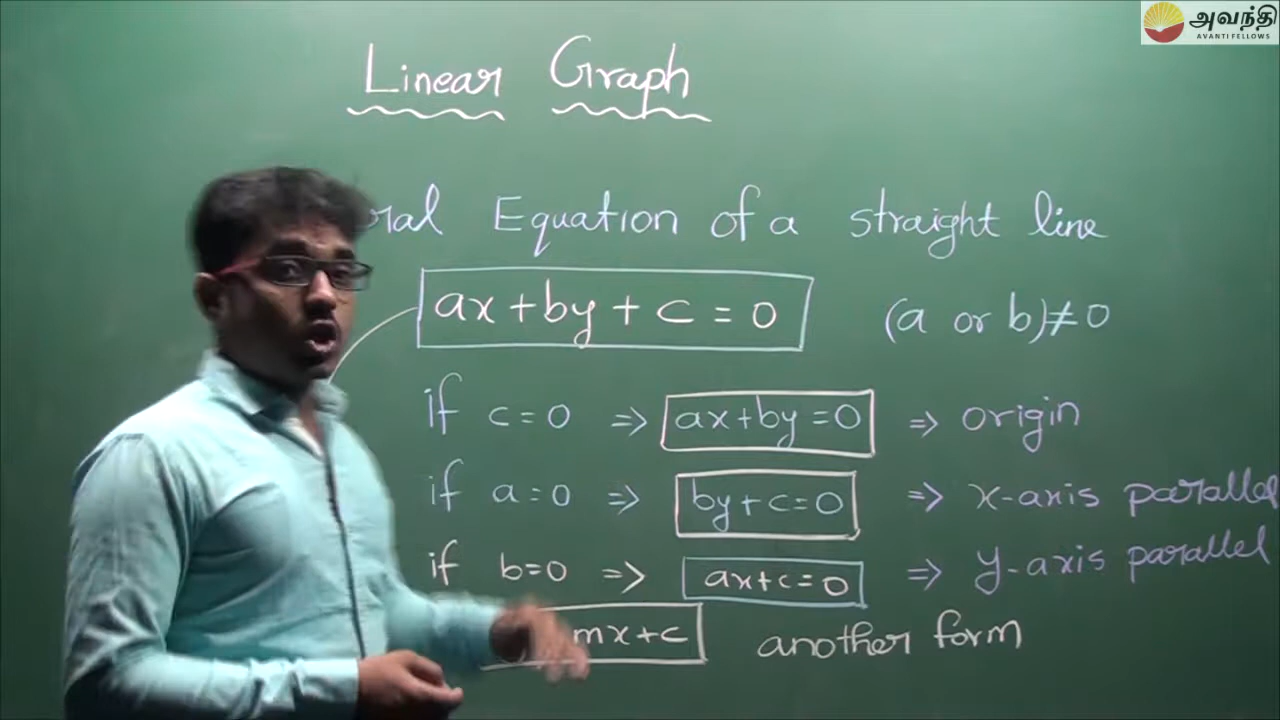 அவந்தி
AVANTI FELLOWS
Linear Graph
Equation of a straight line
ax+by+c=0 (a or b)≠0
if c=0 => ax+by=0 => origin
if a=0 => by+c=0 => x-axis parallel
if b=0 => ax+c=0 => y-axis parallel
mx+c another form